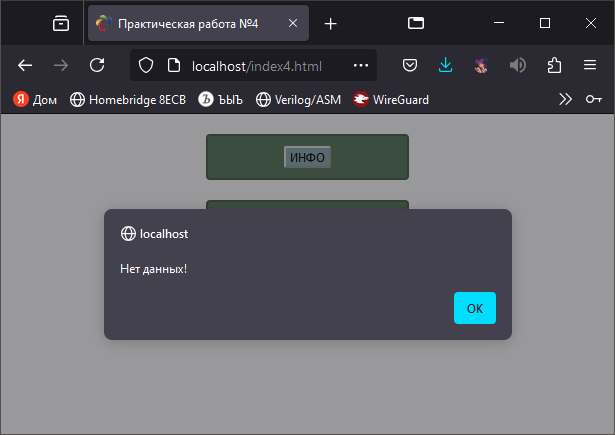 Практическая работа №4
localhost/index4.html
Дом
Homebridge 8ECB
ЪЫЪ
Verilog/ASM
WireGuard
ИНФО
localhost
Нет данных!
OK